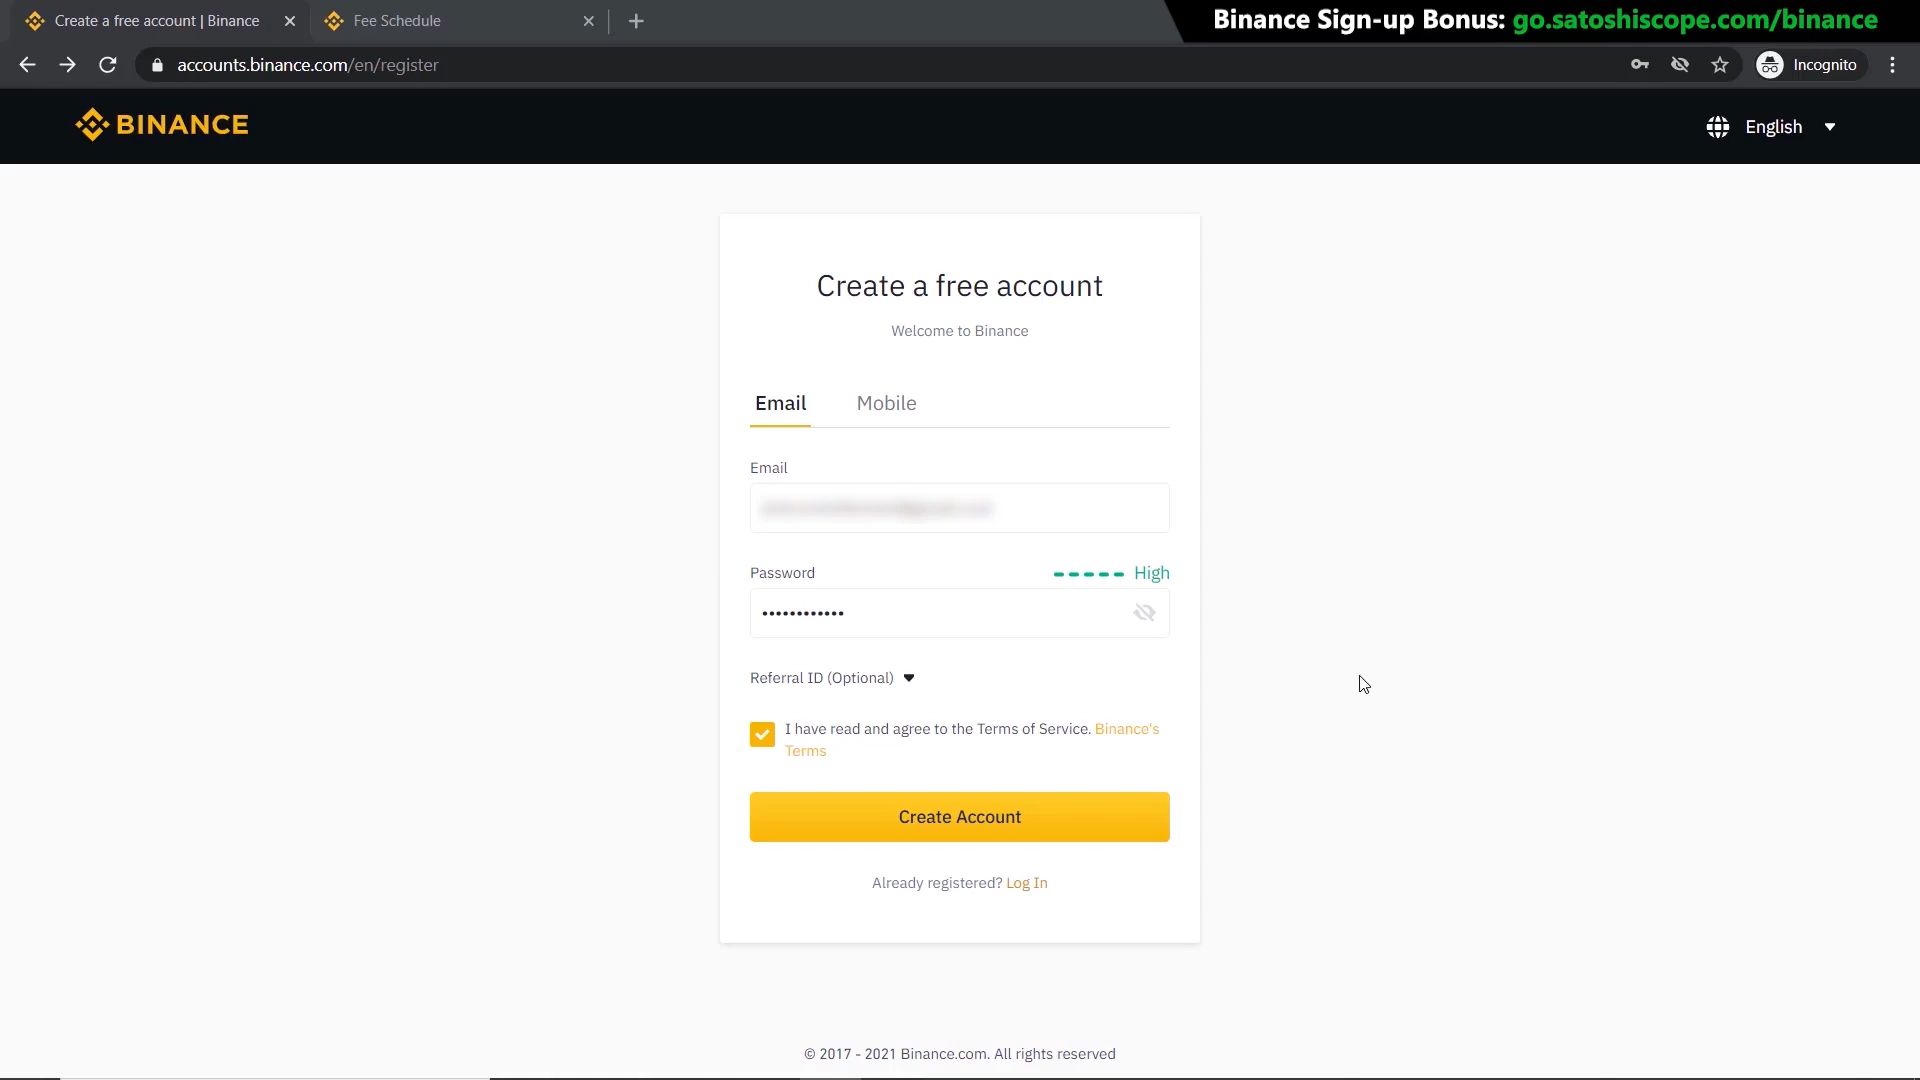 Create a free account | Binance
Fee Schedule
Binance Sign-up Bonus: go.satoshiscope.com/binance
accounts.binance.com/en/register
Incognito
BINANCE
English
Create a free account
Welcome to Binance
Email Mobile
Email
Password High
••••••••••••
Referral ID (Optional)
I have read and agree to the Terms of Service. Binance's
Terms
Create Account
Already registered? Log In
© 2017 - 2021 Binance.com. All rights reserved